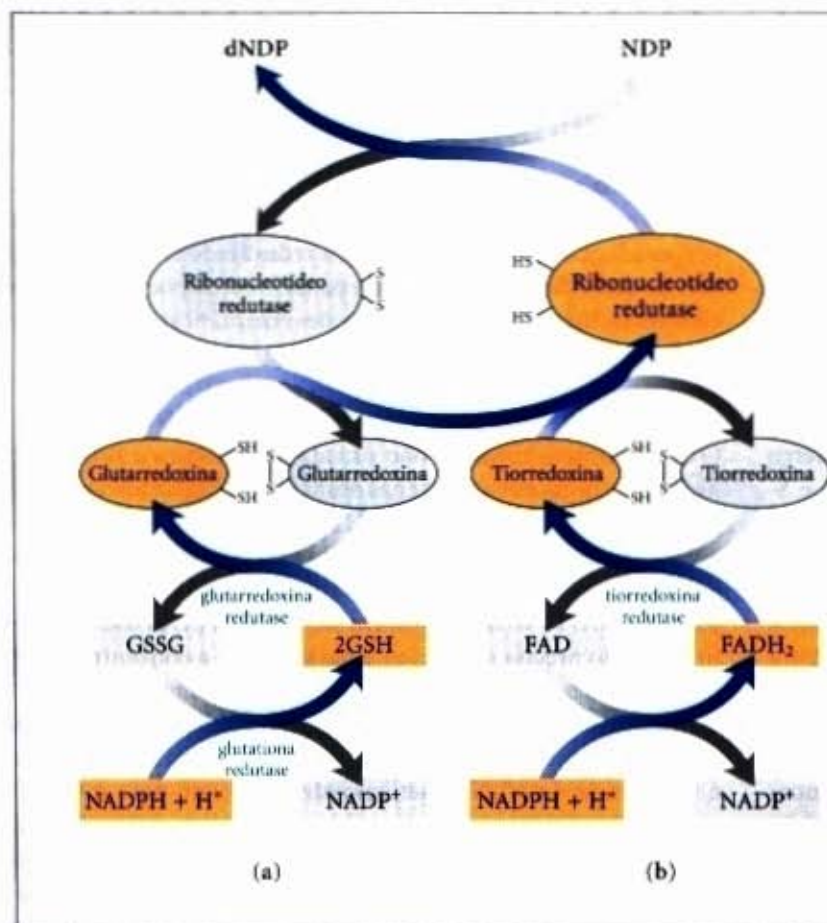 dNDP NDP
Ribonucleotídeo
redutase
S
S
HS
HS
Ribonucleotídeo
redutase
Glutarredoxina
SH
SH
S
S
Glutarredoxina
Tiorredoxina
SH
SH
S
S
Tiorredoxina
glutarredoxina
redutase
tiorredoxina
redutase
GSSG 2GSH FAD FADH₂
glutationa
redutase
NADPH + H⁺ NADP⁺ NADPH + H⁺ NADP⁺
(a) (b)